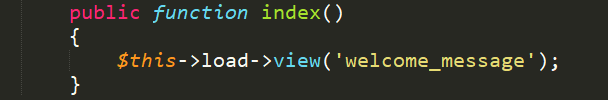 public function index()
{
$this->load->view('welcome_message');
}